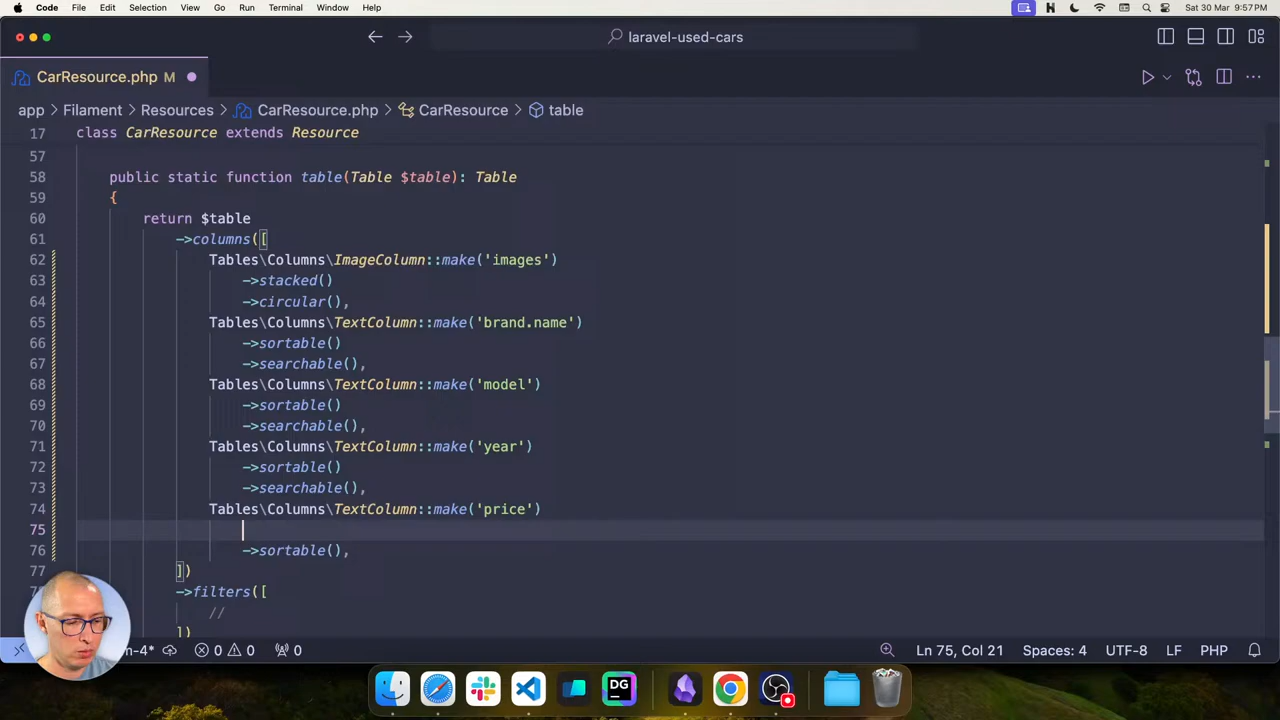 Code File Edit Selection View Go Run Terminal Window Help Sat 30 Mar 9:57 PM
laravel-used-cars
CarResource.php M
app > Filament > Resources > CarResource.php > CarResource > table
17 class CarResource extends Resource
57
58 public static function table(Table $table): Table
59 {
60 return $table
61 ->columns([
62 Tables\Columns\ImageColumn::make('images')
63 ->stacked()
64 ->circular(),
65 Tables\Columns\TextColumn::make('brand.name')
66 ->sortable()
67 ->searchable(),
68 Tables\Columns\TextColumn::make('model')
69 ->sortable()
70 ->searchable(),
71 Tables\Columns\TextColumn::make('year')
72 ->sortable()
73 ->searchable(),
74 Tables\Columns\TextColumn::make('price')
75
76 ->sortable(),
77 ])
->filters([
//
])
n-4* 0 0 0 Ln 75, Col 21 Spaces: 4 UTF-8 LF PHP
DG